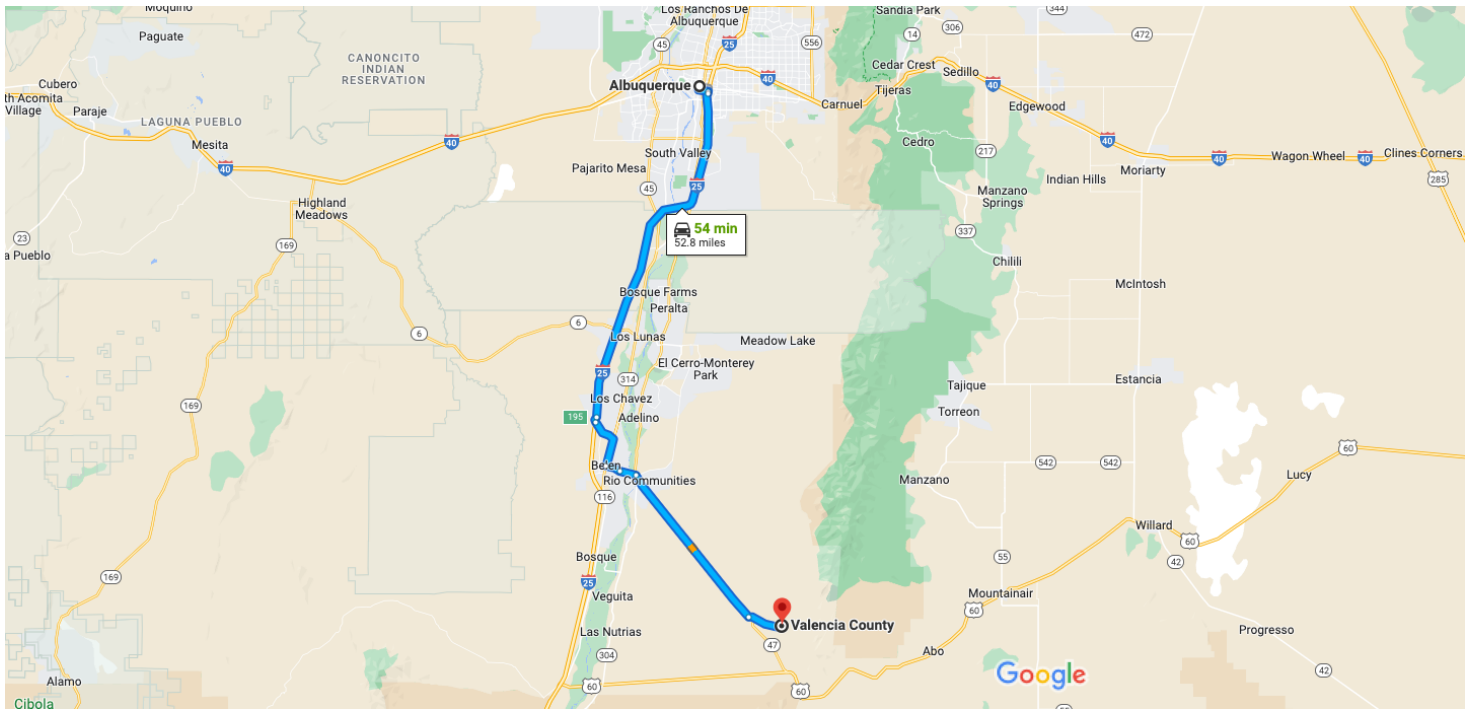 Moquino
Los Ranchos De
Albuquerque
Sandia Park
344
Paguate
45
25
556
14
306
472
CANONCITO
INDIAN
RESERVATION
Cedar Crest
Sedillo
Cubero
Albuquerque
40
Tijeras
40
th Acomita
Village
Paraje
Carnuel
Edgewood
LAGUNA PUEBLO
Mesita
40
40
Cedro
40
South Valley
217
40
Wagon Wheel
40
Clines Corners
40
Pajarito Mesa
Moriarty
285
45
25
Indian Hills
Manzano
Springs
Highland
Meadows
23
169
54 min
52.8 miles
337
a Pueblo
Chilili
Bosque Farms
McIntosh
Peralta
6
6
Los Lunas
Meadow Lake
El Cerro-Monterey
Park
25
314
Tajique
Estancia
169
Los Chavez
195
Adelino
Torreon
60
Belen
542
542
Lucy
Rio Communities
Manzano
116
Willard
60
Bosque
55
42
169
25
Veguita
Mountainair
60
Valencia County
Las Nutrias
47
Progresso
304
Abo
42
Alamo
60
60
Google
Cibola
60